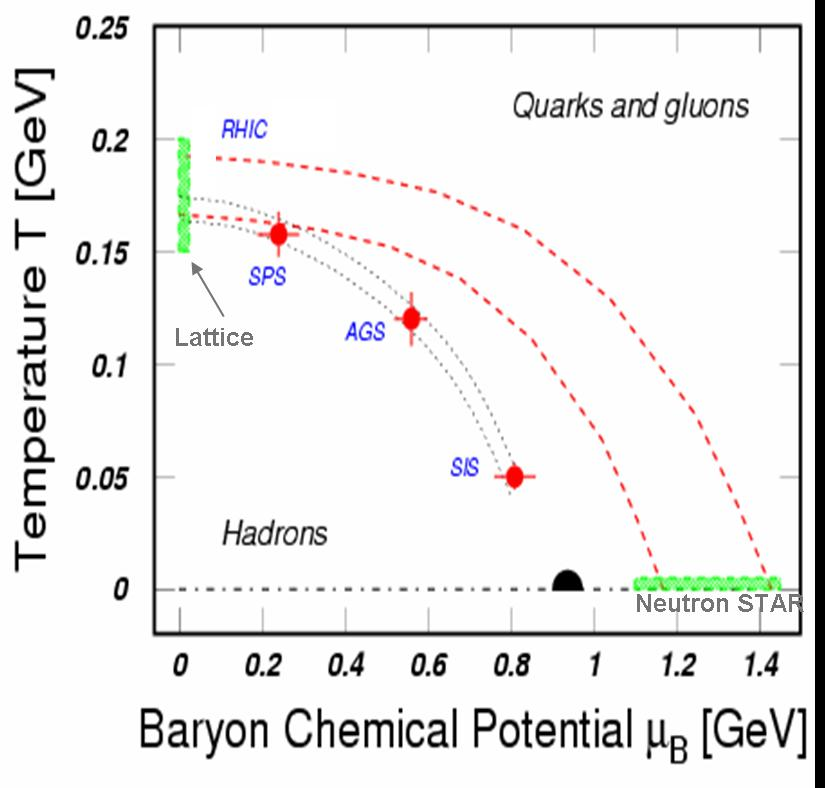 0.25
Quarks and gluons
RHIC
0.2
0.15
SPS
Lattice
AGS
0.1
SIS
0.05
Hadrons
0
Neutron STAR
0 0.2 0.4 0.6 0.8 1 1.2 1.4
Temperature T [GeV]
Baryon Chemical Potential μB [GeV]